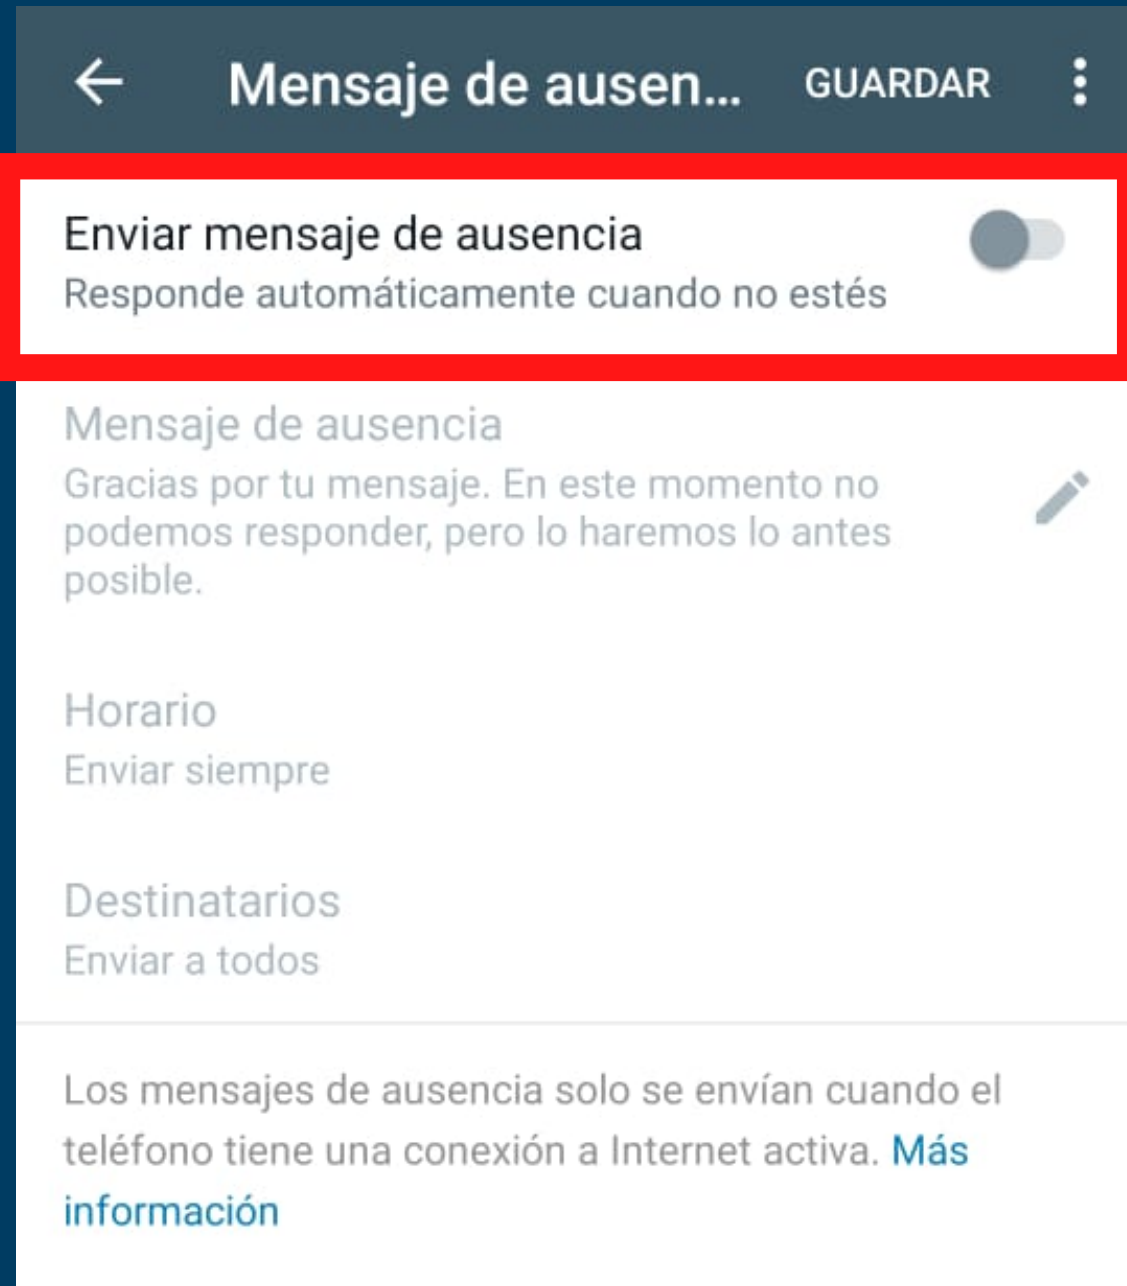 Mensaje de ausen...
GUARDAR
Enviar mensaje de ausencia
Responde automáticamente cuando no estés
Mensaje de ausencia
Gracias por tu mensaje. En este momento no
podemos responder, pero lo haremos lo antes
posible.
Horario
Enviar siempre
Destinatarios
Enviar a todos
Los mensajes de ausencia solo se envían cuando el
teléfono tiene una conexión a Internet activa. Más
información